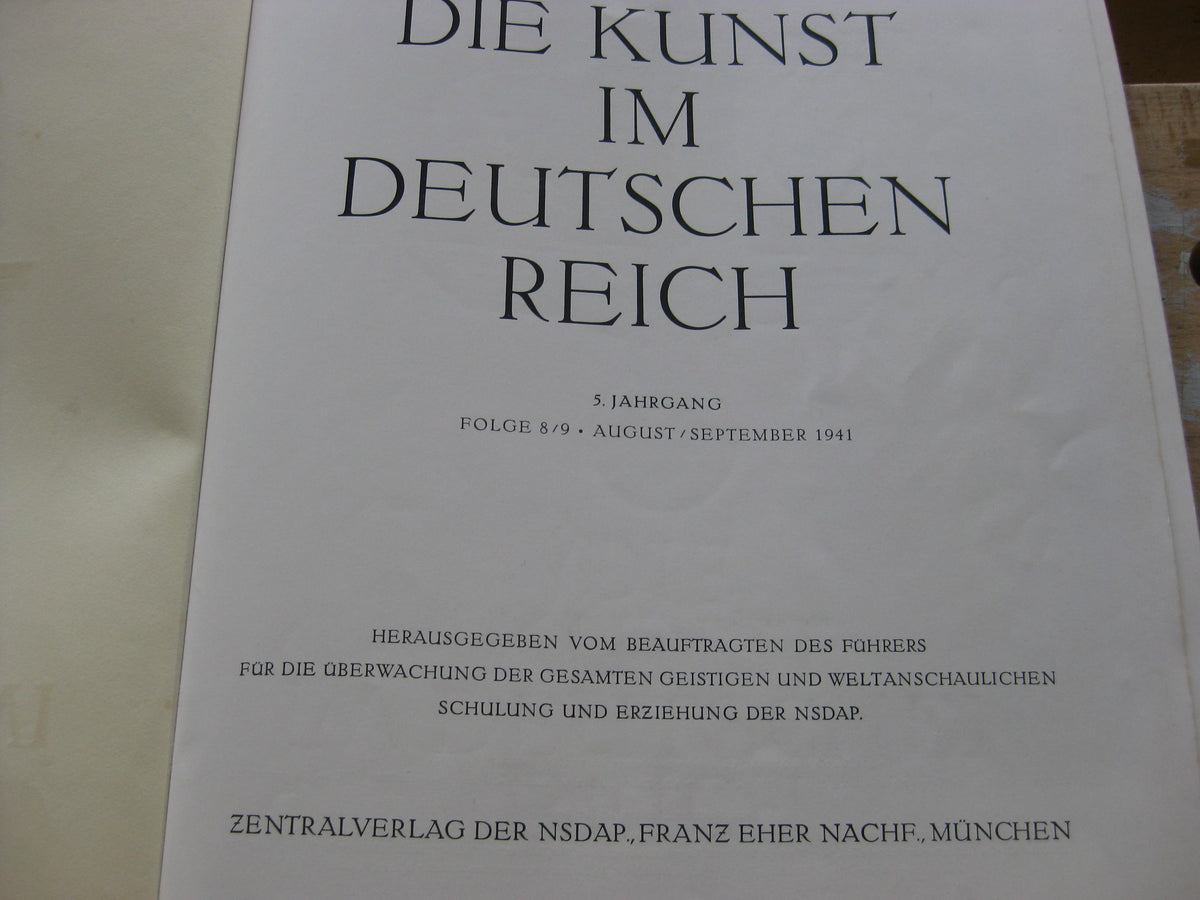 DIE KUNST
IM
DEUTSCHEN
REICH
5. JAHRGANG
FOLGE 8/9 • AUGUST/SEPTEMBER 1941
HERAUSGEGEBEN VOM BEAUFTRAGTEN DES FÜHRERS
FÜR DIE ÜBERWACHUNG DER GESAMTEN GEISTIGEN UND WELTANSCHAULICHEN
SCHULUNG UND ERZIEHUNG DER NSDAP.
ZENTRALVERLAG DER NSDAP., FRANZ EHER NACHF., MÜNCHEN